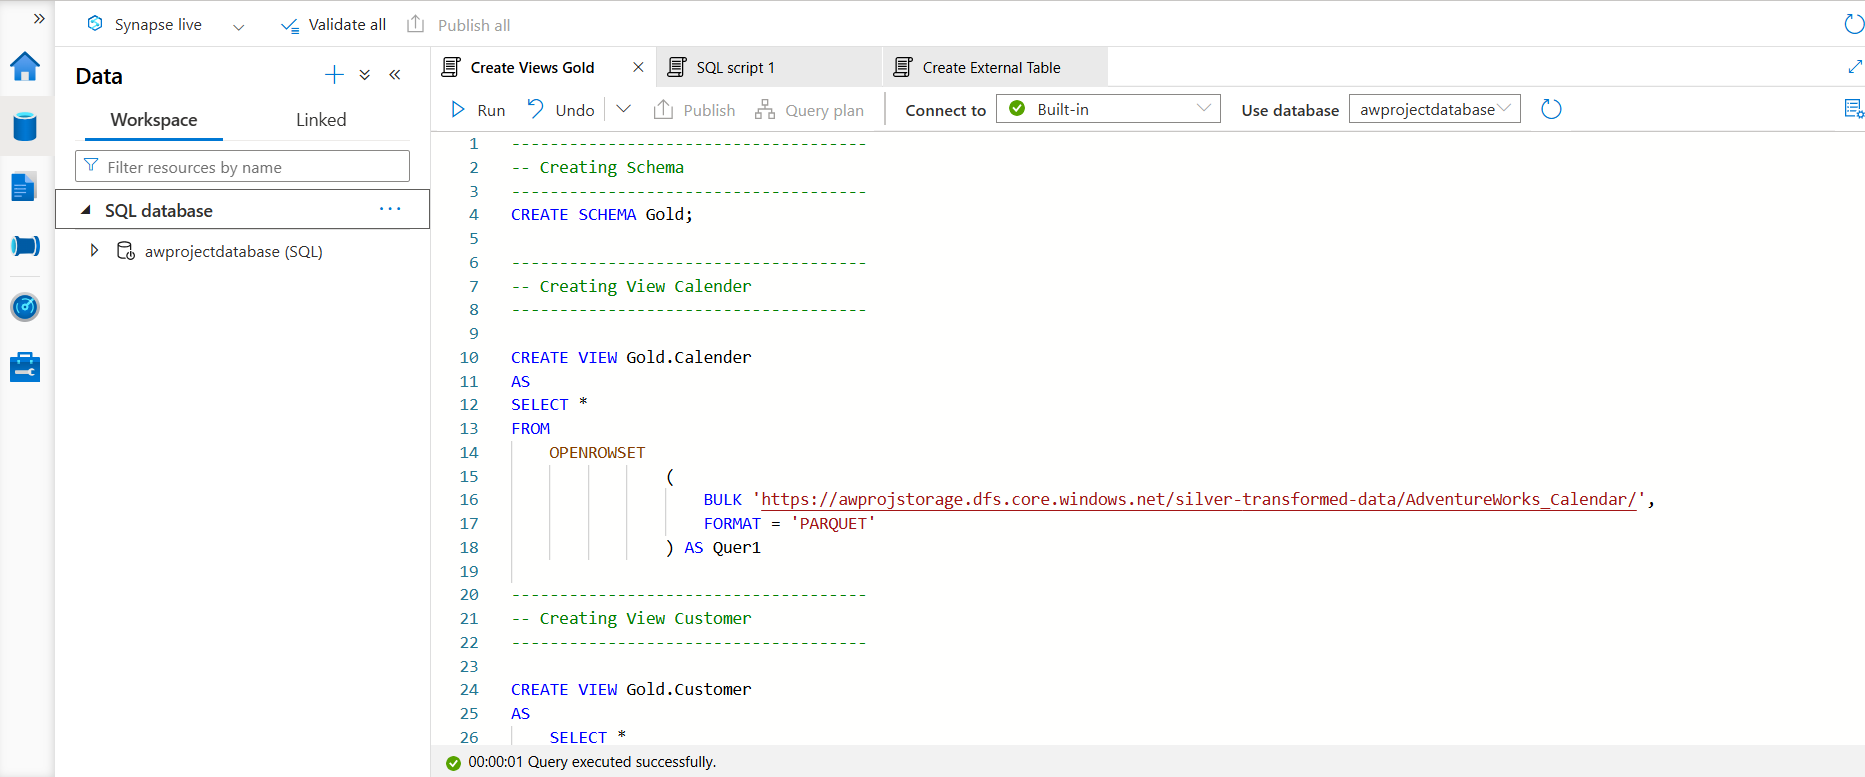 Synapse live
Validate all
Publish all
Data
Workspace
Linked
Filter resources by name
SQL database
awprojectdatabase (SQL)
Create Views Gold
SQL script 1
Create External Table
Run
Undo
Publish
Query plan
Connect to
Built-in
Use database
awprojectdatabase
1 -------------------------------------
2 -- Creating Schema
3 -------------------------------------
4 CREATE SCHEMA Gold;
5
6 -------------------------------------
7 -- Creating View Calender
8 -------------------------------------
9
10 CREATE VIEW Gold.Calender
11 AS
12 SELECT *
13 FROM
14 OPENROWSET
15 (
16 BULK 'https://awprojstorage.dfs.core.windows.net/silver-transformed-data/AdventureWorks_Calendar/',
17 FORMAT = 'PARQUET'
18 ) AS Quer1
19
20 -------------------------------------
21 -- Creating View Customer
22 -------------------------------------
23
24 CREATE VIEW Gold.Customer
25 AS
26 SELECT *
00:00:01 Query executed successfully.